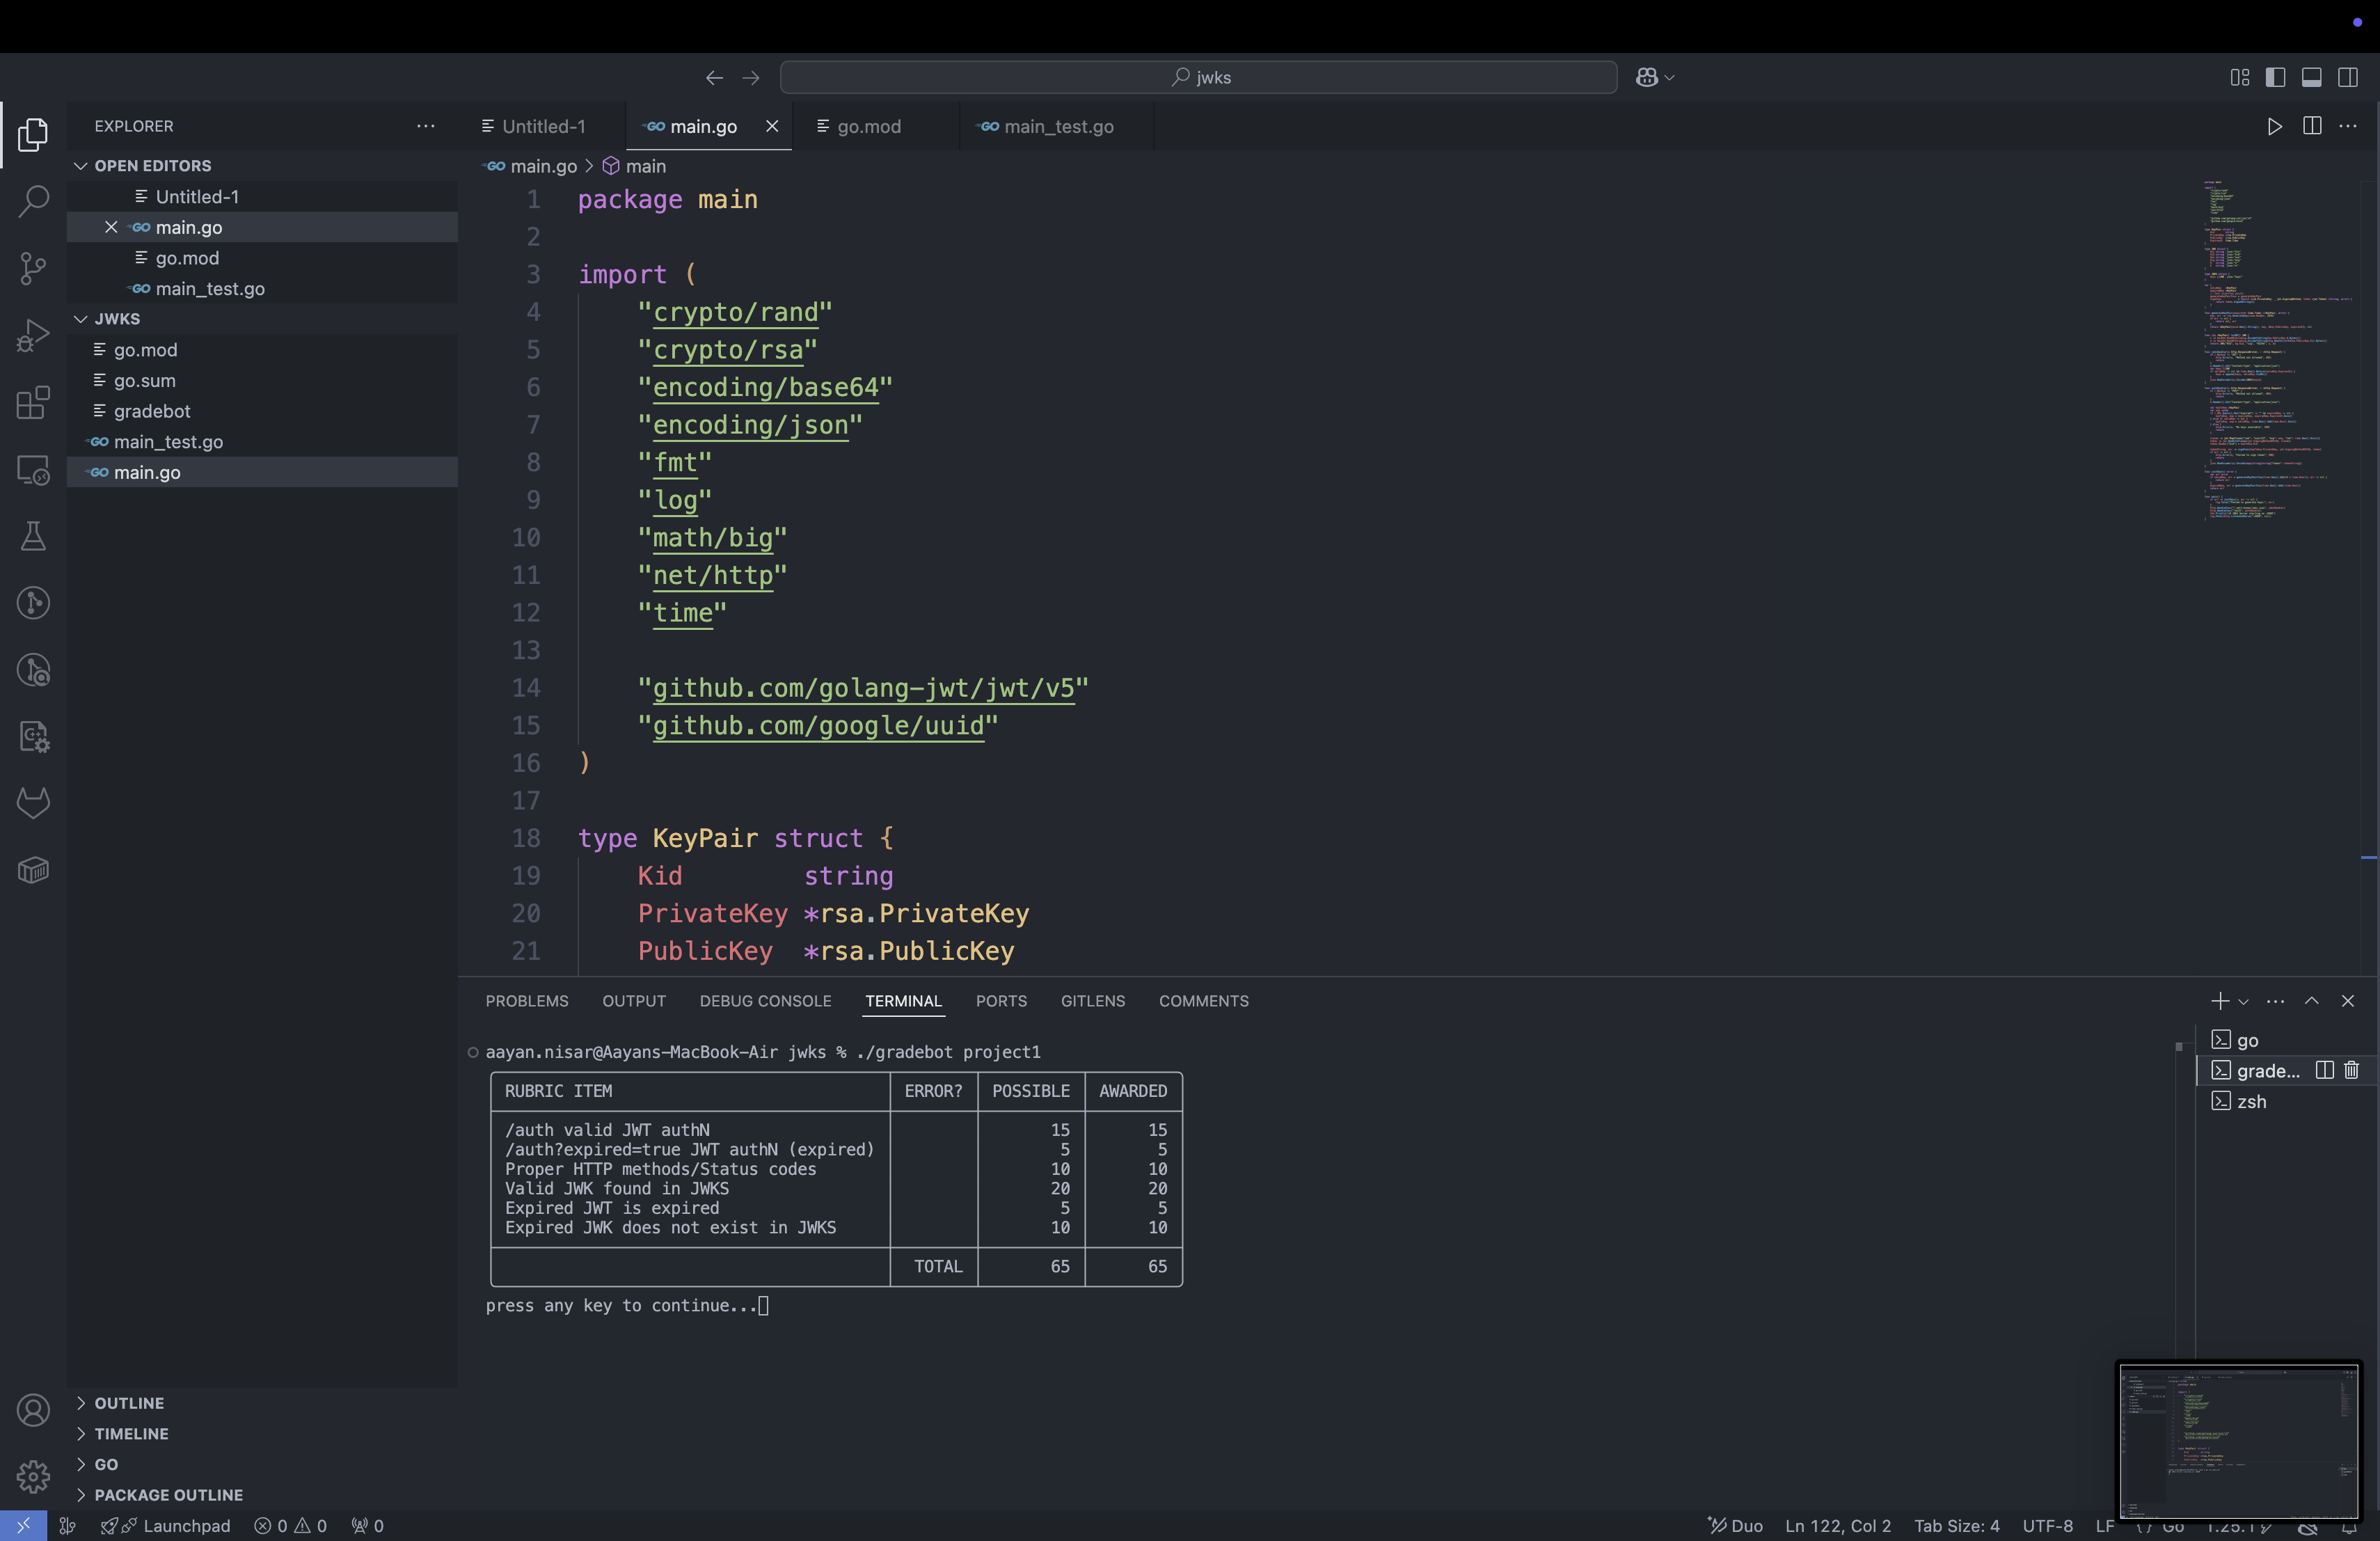 jwks
EXPLORER
Untitled-1
main.go
go.mod
main_test.go
OPEN EDITORS
Untitled-1
main.go
go.mod
main_test.go
JWKS
go.mod
go.sum
gradebot
main_test.go
main.go
OUTLINE
TIMELINE
GO
PACKAGE OUTLINE
main.go > main
1 package main
2
3 import (
4 "crypto/rand"
5 "crypto/rsa"
6 "encoding/base64"
7 "encoding/json"
8 "fmt"
9 "log"
10 "math/big"
11 "net/http"
12 "time"
13
14 "github.com/golang-jwt/jwt/v5"
15 "github.com/google/uuid"
16 )
17
18 type KeyPair struct {
19 Kid string
20 PrivateKey *rsa.PrivateKey
21 PublicKey *rsa.PublicKey
PROBLEMS OUTPUT DEBUG CONSOLE TERMINAL PORTS GITLENS COMMENTS
aayan.nisar@Aayans-MacBook-Air jwks % ./gradebot project1
RUBRIC ITEM ERROR? POSSIBLE AWARDED
/auth valid JWT authN 15 15
/auth?expired=true JWT authN (expired) 5 5
Proper HTTP methods/Status codes 10 10
Valid JWK found in JWKS 20 20
Expired JWT is expired 5 5
Expired JWK does not exist in JWKS 10 10
TOTAL 65 65
press any key to continue...
go
grade...
zsh
Launchpad 0 0 0
Duo Ln 122, Col 2 Tab Size: 4 UTF-8 LF Go 1.25.1